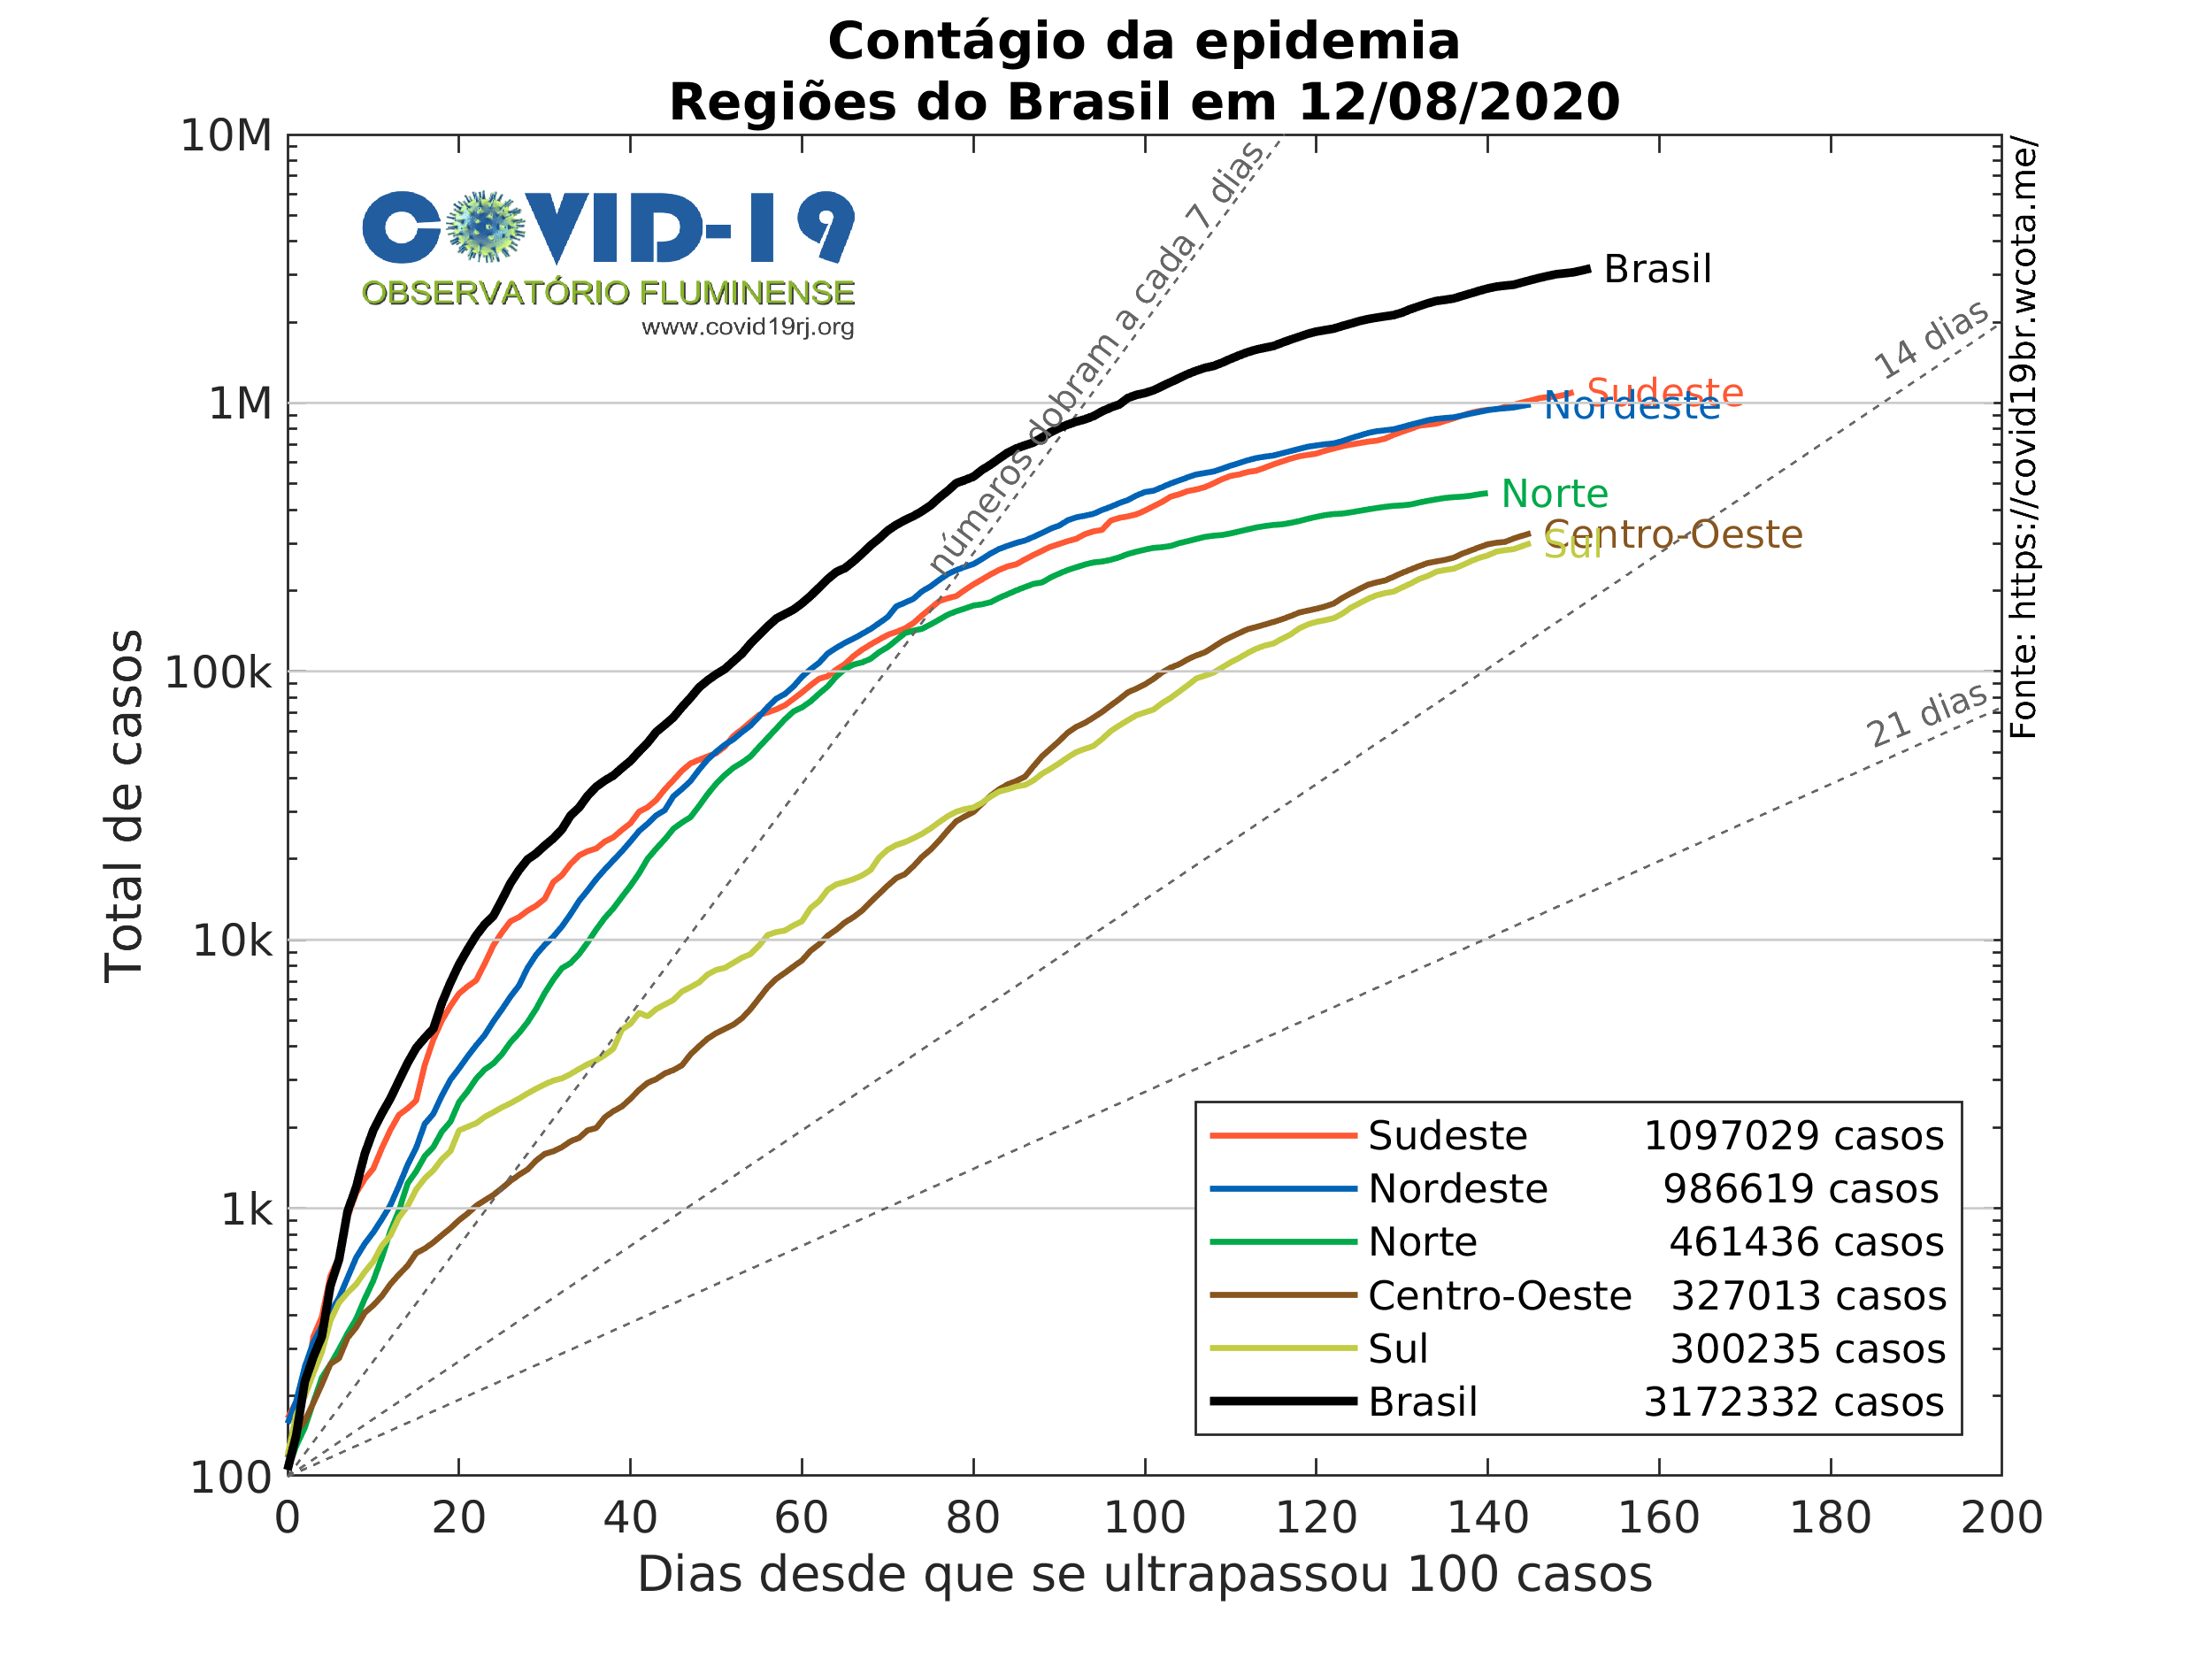 Contágio da epidemia
Regiões do Brasil em 12/08/2020
COVID-19
OBSERVATÓRIO FLUMINENSE
www.covid19rj.org
números dobram a cada 7 dias
14 dias
21 dias
Brasil
Sudeste
Nordeste
Norte
Centro-Oeste
Sul
Fonte: https://covid19br.wcota.me/
Total de casos
10M
1M
100k
10k
1k
100
Sudeste 1097029 casos
Nordeste 986619 casos
Norte 461436 casos
Centro-Oeste 327013 casos
Sul 300235 casos
Brasil 3172332 casos
0 20 40 60 80 100 120 140 160 180 200
Dias desde que se ultrapassou 100 casos